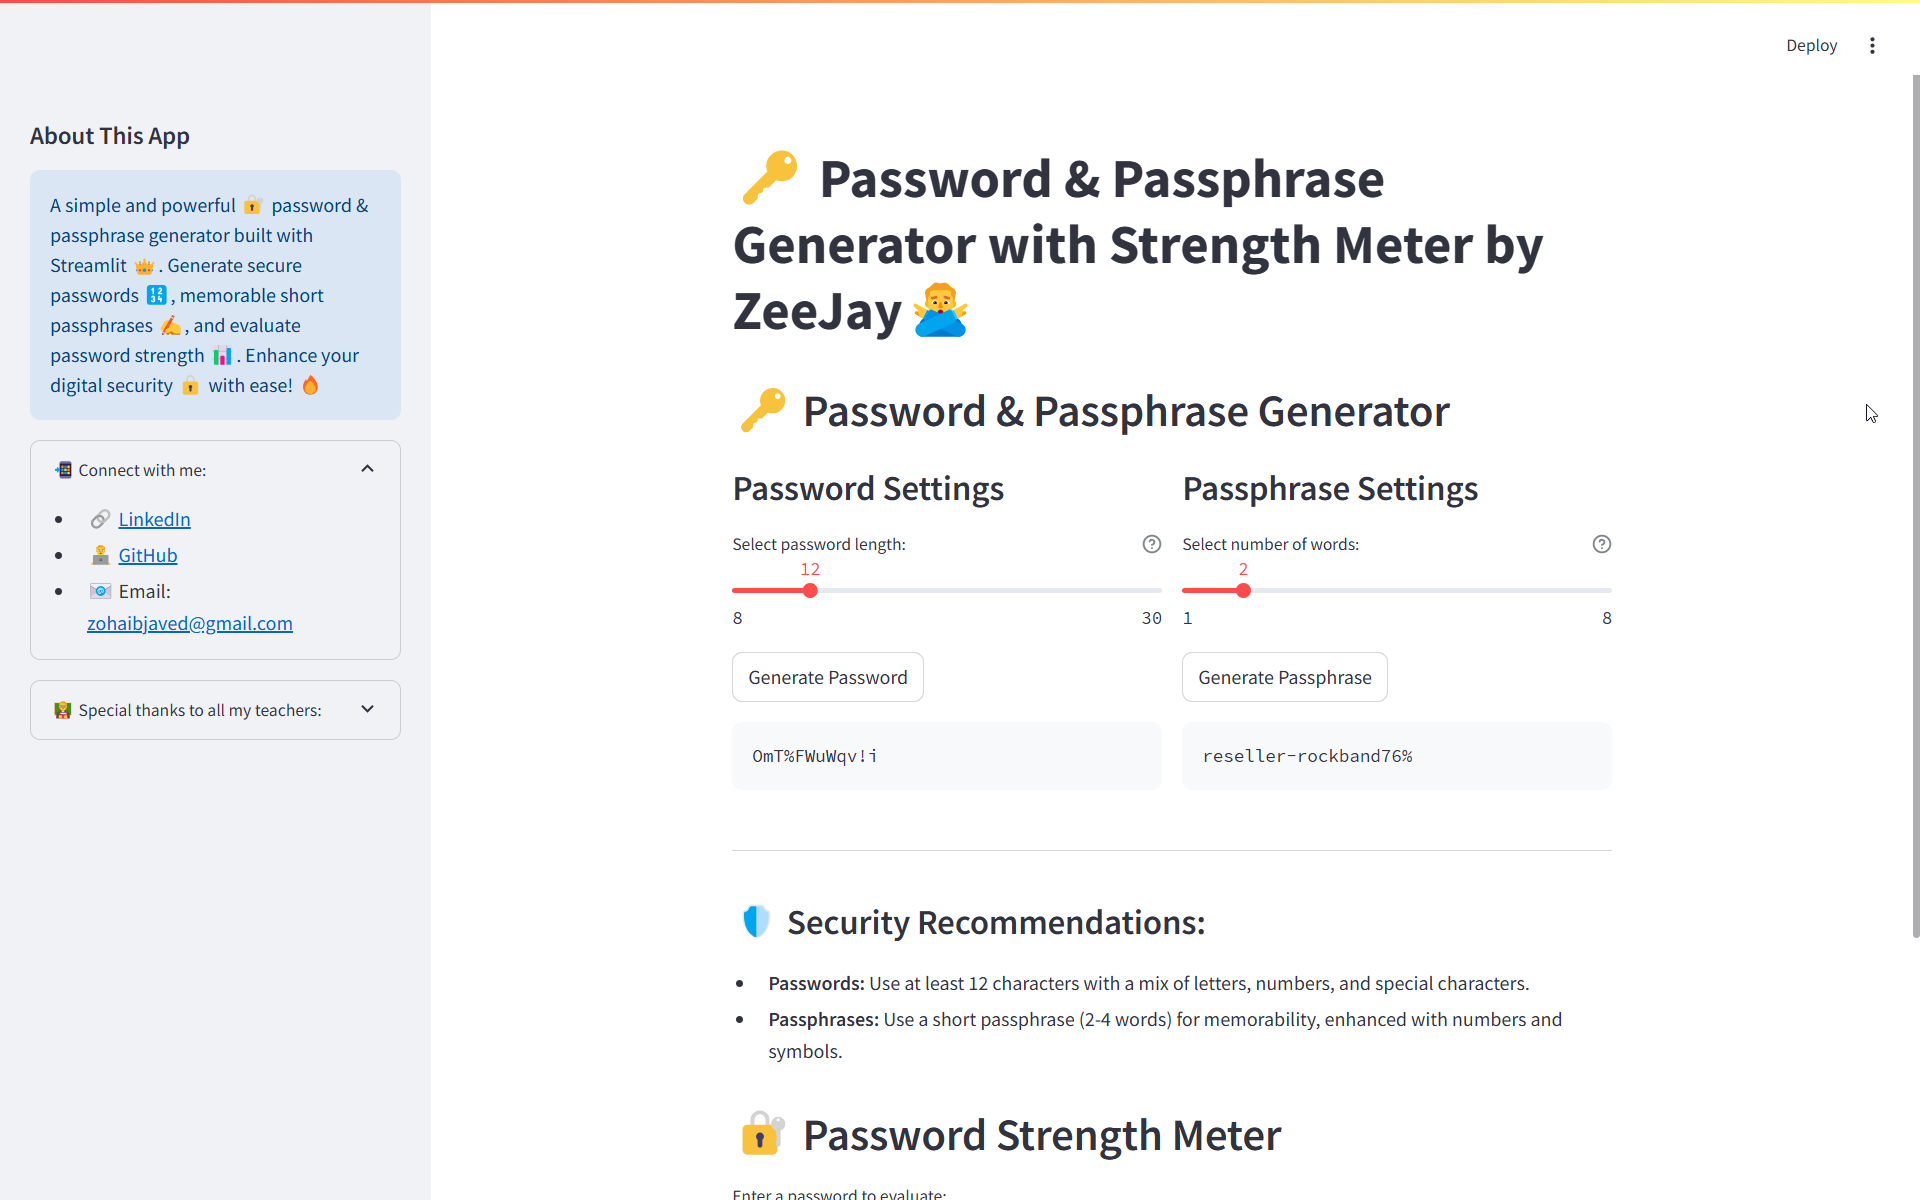 Deploy
About This App
A simple and powerful 🔐 password &
passphrase generator built with
Streamlit 👑. Generate secure
passwords 🔢, memorable short
passphrases ✍️, and evaluate
password strength 📊. Enhance your
digital security 🔒 with ease! 🔥
📲 Connect with me:
🔗 LinkedIn
👨‍💻 GitHub
📧 Email:
zohaibjaved@gmail.com
👩‍🏫 Special thanks to all my teachers:
🔑 Password & Passphrase
Generator with Strength Meter by
ZeeJay 🙅‍♂️
🔑 Password & Passphrase Generator
Password Settings
Select password length:
12
8 30
Generate Password
OmT%FWuWqv!i
Passphrase Settings
Select number of words:
2
1 8
Generate Passphrase
reseller-rockband76%
🛡️ Security Recommendations:
Passwords: Use at least 12 characters with a mix of letters, numbers, and special characters.
Passphrases: Use a short passphrase (2-4 words) for memorability, enhanced with numbers and
symbols.
🔐 Password Strength Meter
Enter a password to evaluate: